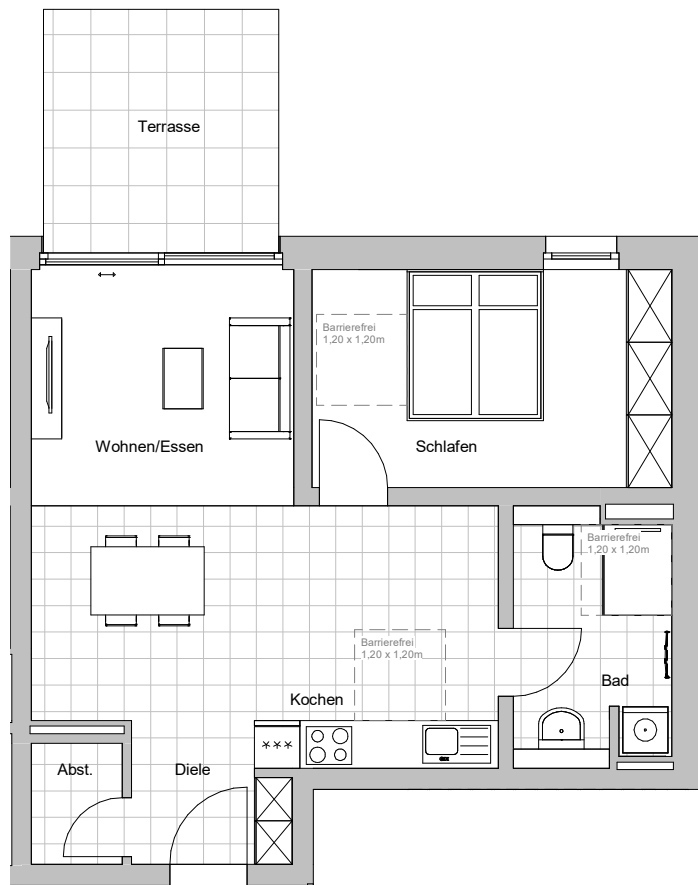 Terrasse
Barrierefrei
1,20 x 1,20m
Wohnen/Essen
Schlafen
Barrierefrei
1,20 x 1,20m
Barrierefrei
1,20 x 1,20m
Bad
Kochen
Abst.
Diele